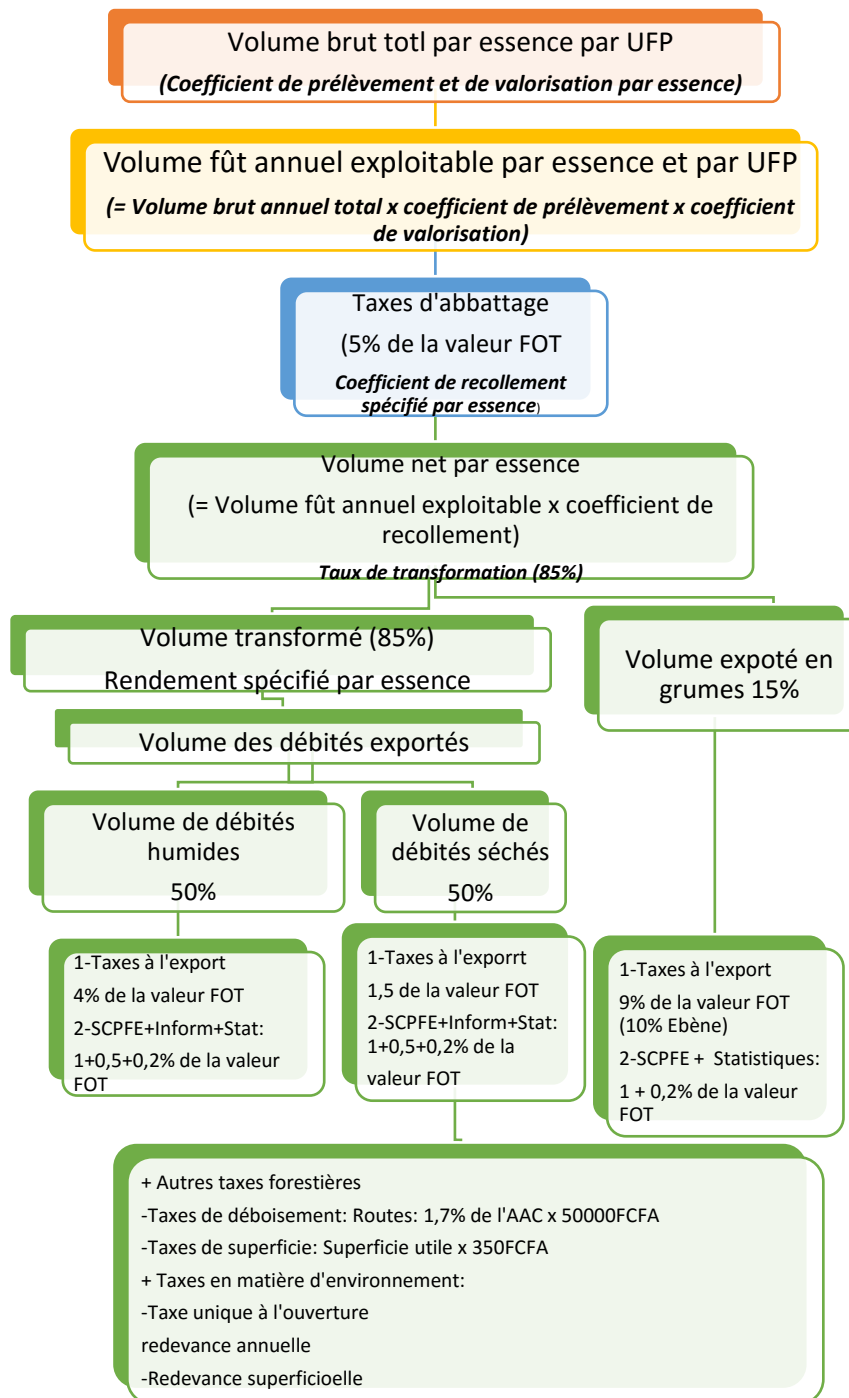 Volume brut totl par essence par UFP
(Coefficient de prélèvement et de valorisation par essence)
Volume fût annuel exploitable par essence et par UFP
(= Volume brut annuel total x coefficient de prélèvement x coefficient
de valorisation)
Taxes d'abbattage
(5% de la valeur FOT
Coefficient de recollement
spécifié par essence)
Volume net par essence
(= Volume fût annuel exploitable x coefficient de
recollement)
Taux de transformation (85%)
Volume transformé (85%)
Rendement spécifié par essence
Volume expoté en
grumes 15%
Volume des débités exportés
Volume de débités
humides
50%
Volume de
débités séchés
50%
1-Taxes à l'export
4% de la valeur FOT
2-SCPFE+Inform+Stat:
1+0,5+0,2% de la valeur
FOT
1-Taxes à l'exporrt
1,5 de la valeur FOT
2-SCPFE+Inform+Stat:
1+0,5+0,2% de la
valeur FOT
1-Taxes à l'export
9% de la valeur FOT
(10% Ebène)
2-SCPFE + Statistiques:
1 + 0,2% de la valeur
FOT
+ Autres taxes forestières
-Taxes de déboisement: Routes: 1,7% de l'AAC x 50000FCFA
-Taxes de superficie: Superficie utile x 350FCFA
+ Taxes en matière d'environnement:
-Taxe unique à l'ouverture
redevance annuelle
-Redevance superficioelle